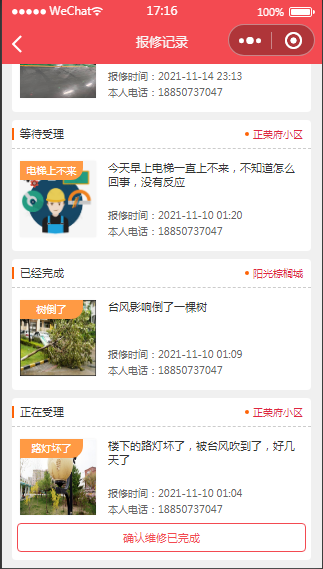 WeChat
17:16
100%
报修记录
报修时间：2021-11-14 23:13
本人电话：18850737047
等待受理
正荣府小区
电梯上不来
今天早上电梯一直上不来，不知道怎么
回事，没有反应
报修时间：2021-11-10 01:20
本人电话：18850737047
已经完成
阳光棕榈城
树倒了
台风影响倒了一棵树
报修时间：2021-11-10 01:09
本人电话：18850737047
正在受理
正荣府小区
路灯坏了
楼下的路灯坏了，被台风吹到了，好几
天了
报修时间：2021-11-10 01:04
本人电话：18850737047
确认维修已完成